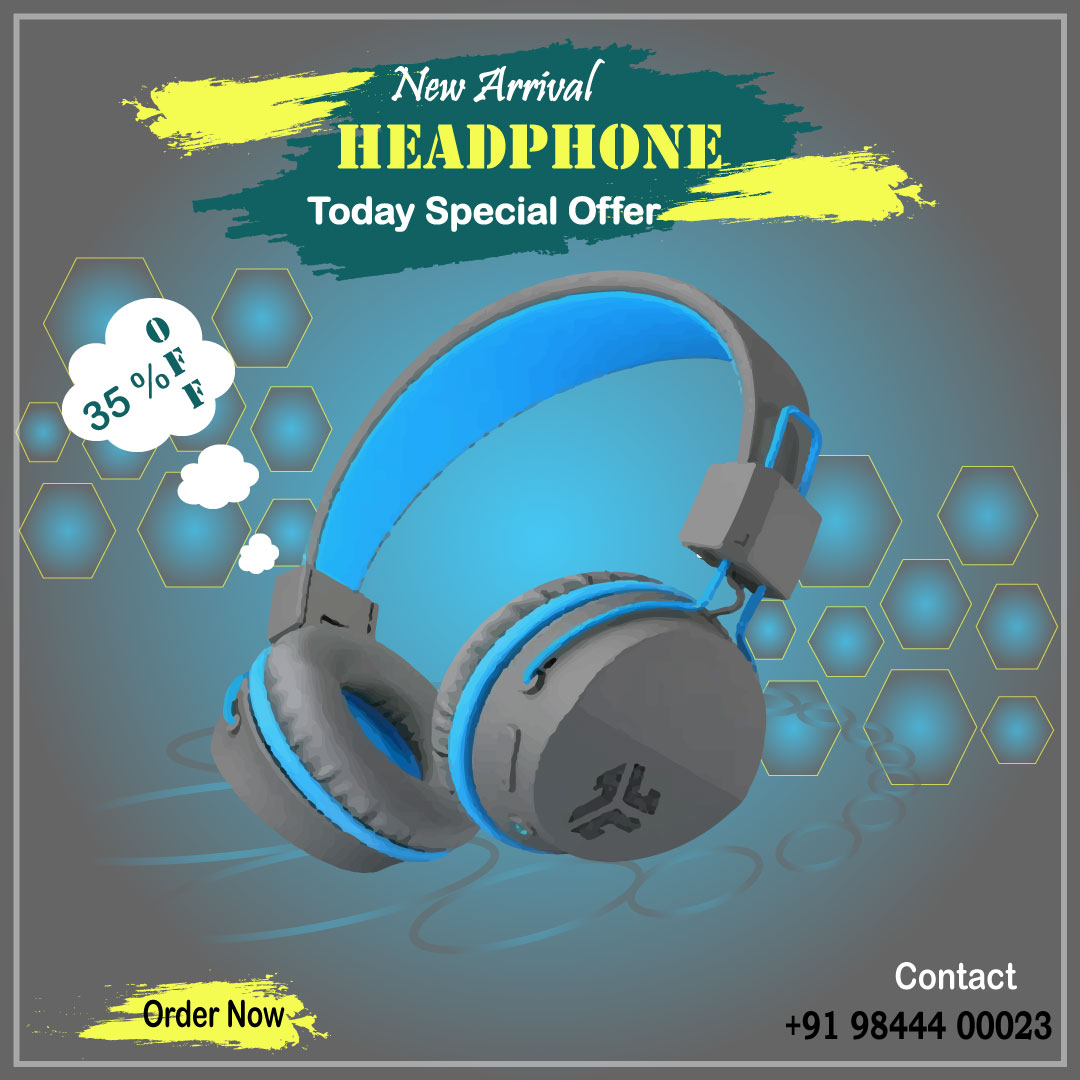 New Arrival
HEADPHONE
Today Special Offer
35 % OFF
Order Now
Contact
+91 98444 00023